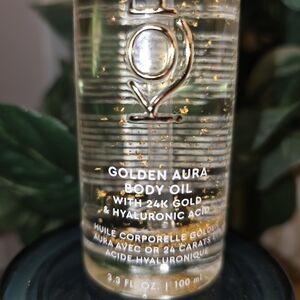 GOLDEN AURA
BODY OIL
WITH 24K GOLD
& HYALURONIC ACID
HUILE CORPORELLE GOLDEN
AURA AVEC OR 24 CARATS
ACIDE HYALURONIQUE
3.3 FL. OZ. | 100 ml